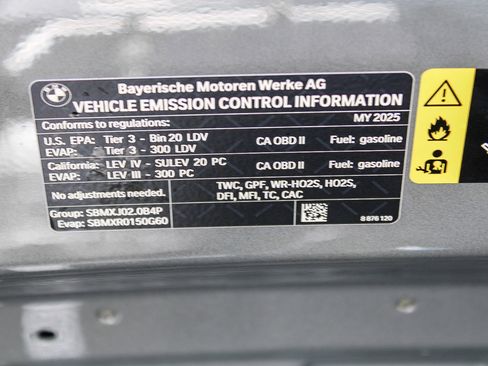 Bayerische Motoren Werke AG
VEHICLE EMISSION CONTROL INFORMATION
Conforms to regulations: MY 2025
U.S. EPA: Tier 3 - Bin 20 LDV CA OBD II Fuel: gasoline
EVAP: Tier 3 - 300 LDV
California: LEV IV - SULEV 20 PC CA OBD II Fuel: gasoline
EVAP: LEV III - 300 PC
No adjustments needed. TWC, GPF, WR-HO2S, HO2S,
DFI, MFI, TC, CAC
Group: SBMXJ02.0B4P
Evap: SBMXR0150G60 8 876 120